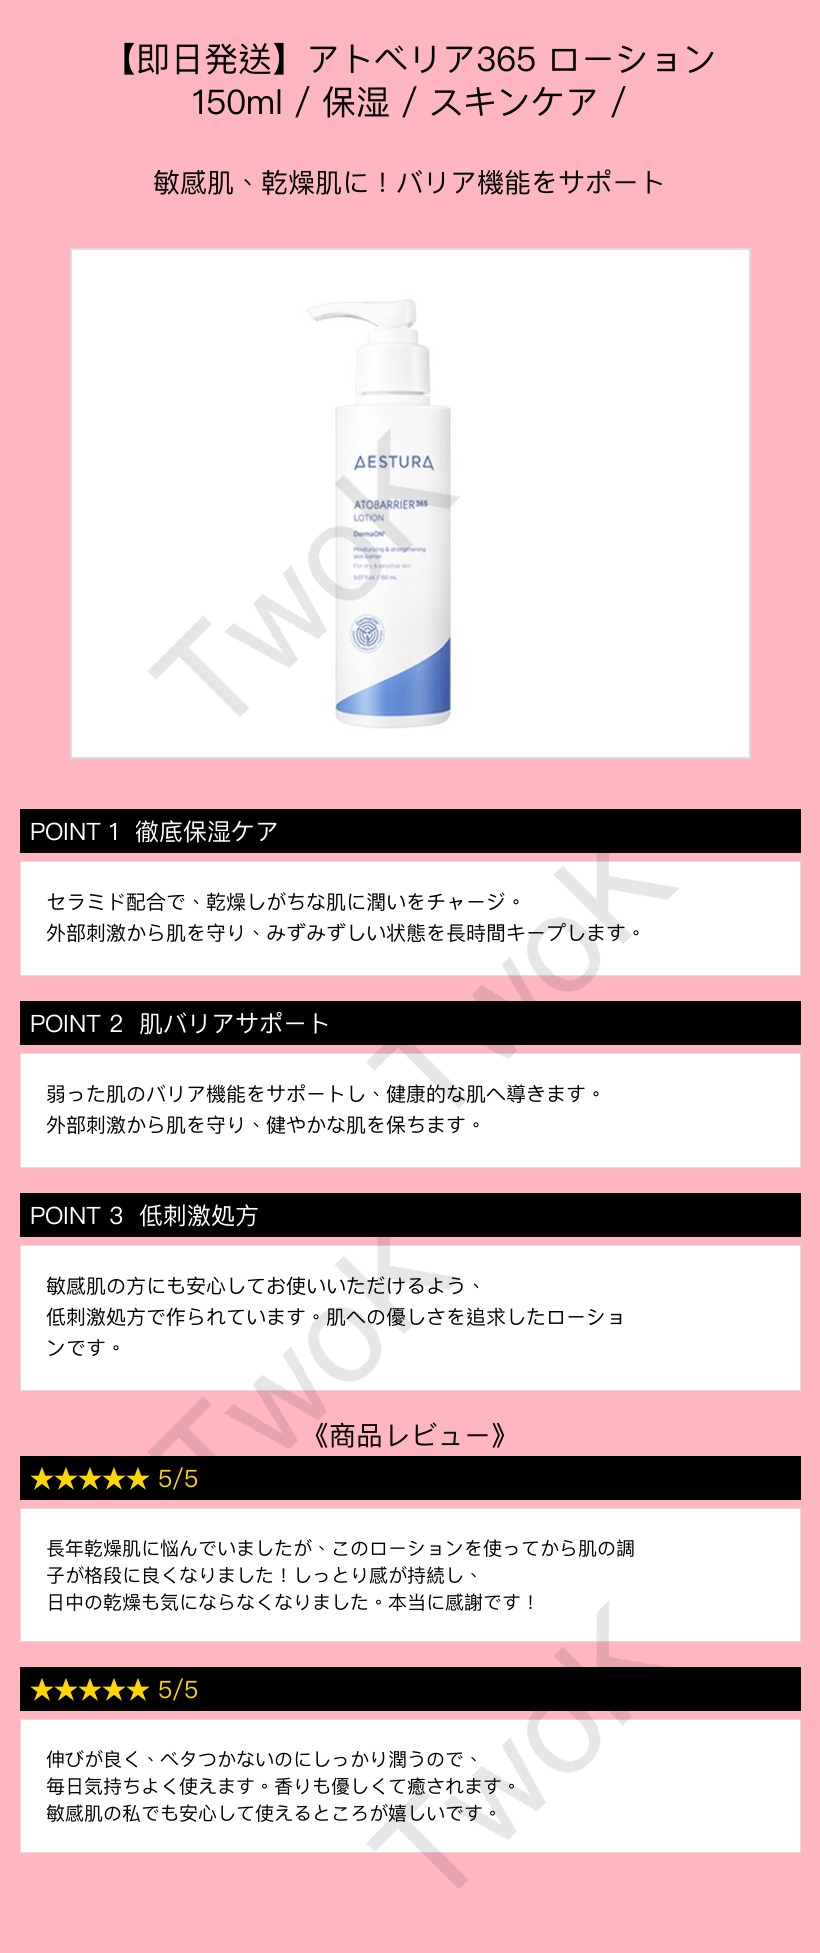 【即日発送】アトベリア365 ローション
150ml / 保湿 / スキンケア /
敏感肌、乾燥肌に！バリア機能をサポート
AESTURA
ATOBARRIER365
LOTION
DermaON
Moisturizing & strengthening
skin barrier
For dry & sensitive skin
5.07 fl.oz. / 150 mL
TwoK
POINT 1 徹底保湿ケア
セラミド配合で、乾燥しがちな肌に潤いをチャージ。
外部刺激から肌を守り、みずみずしい状態を長時間キープします。
TwoK
POINT 2 肌バリアサポート
弱った肌のバリア機能をサポートし、健康的な肌へ導きます。
外部刺激から肌を守り、健やかな肌を保ちます。
POINT 3 低刺激処方
敏感肌の方にも安心してお使いいただけるよう、
低刺激処方で作られています。肌への優しさを追求したローショ
ンです。
TwoK
《商品レビュー》
★★★★★ 5/5
長年乾燥肌に悩んでいましたが、このローションを使ってから肌の調
子が格段に良くなりました！しっとり感が持続し、
日中の乾燥も気にならなくなりました。本当に感謝です！
★★★★★ 5/5
伸びが良く、ベタつかないのにしっかり潤うので、
毎日気持ちよく使えます。香りも優しくて癒されます。
敏感肌の私でも安心して使えるところが嬉しいです。
TwoK